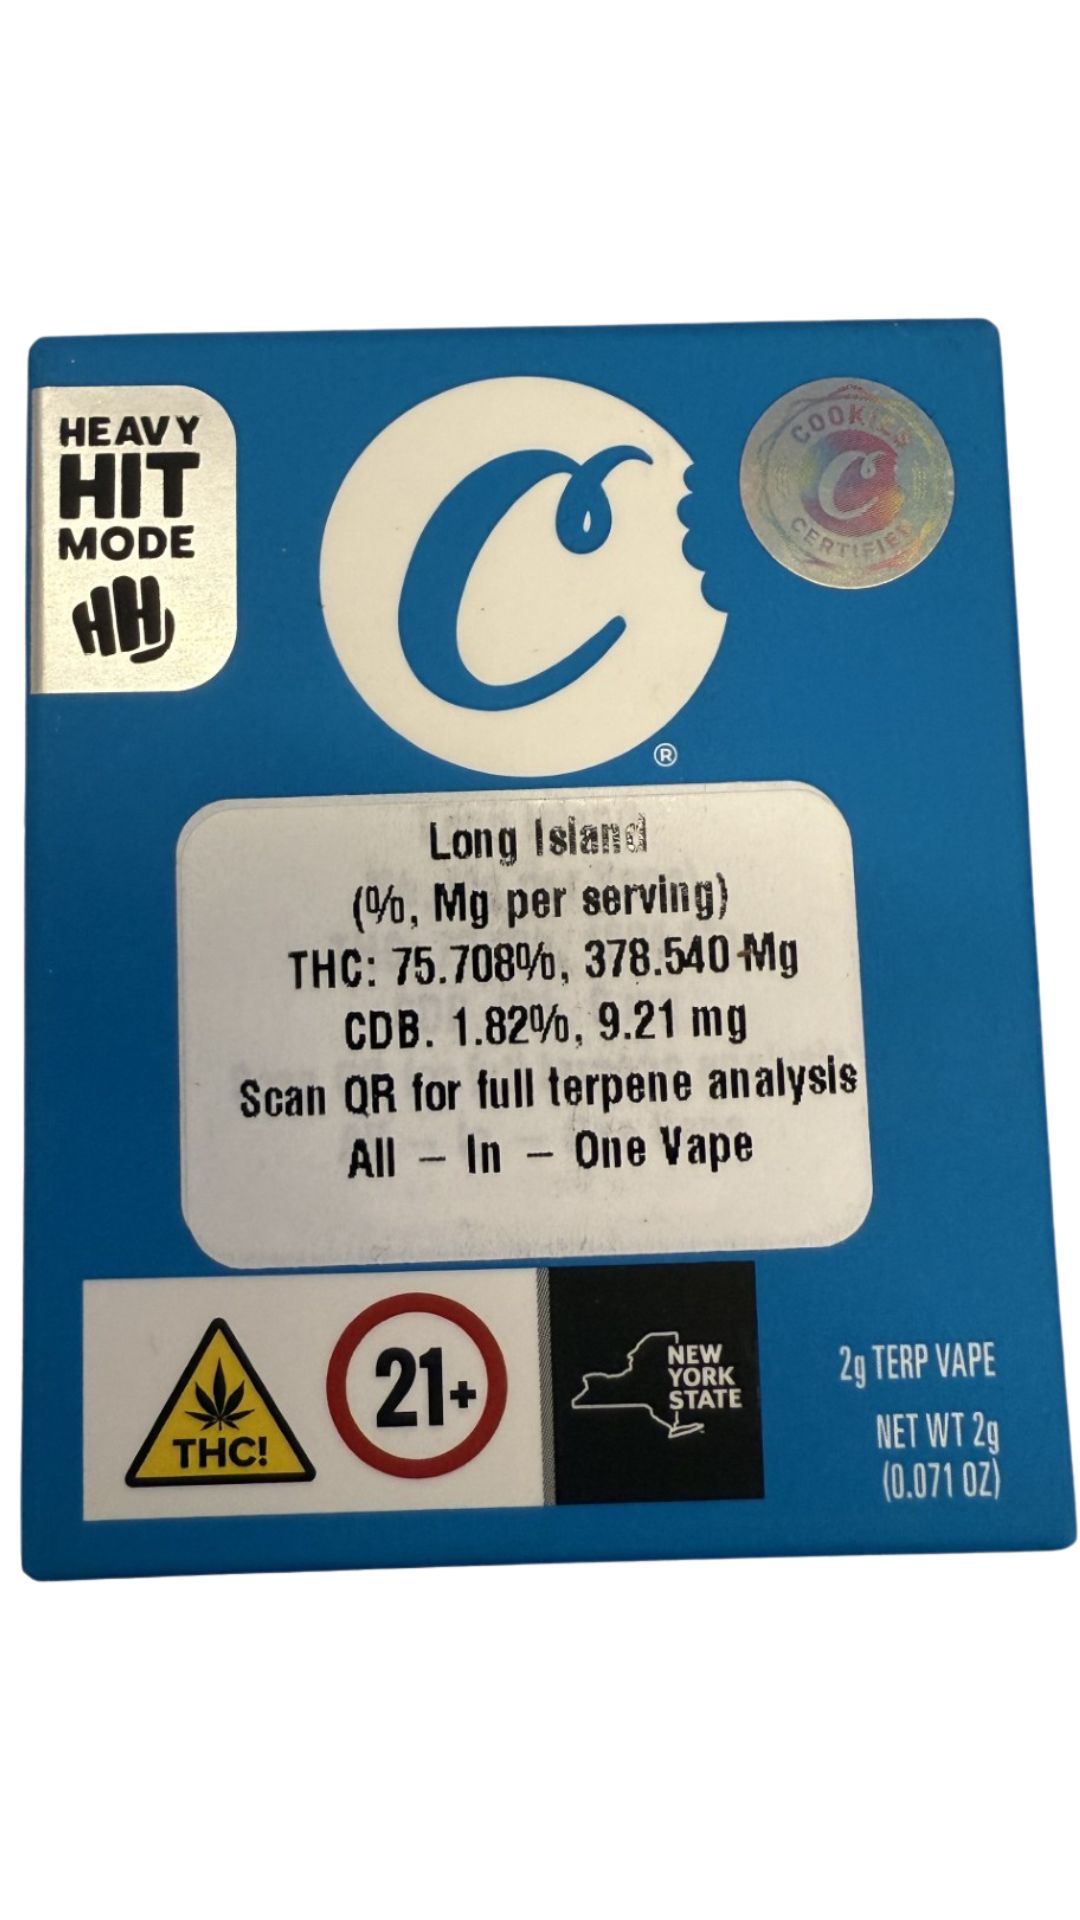 HEAVY
HIT
MODE
HH
C
COOKIES
C
CERTIFIED
®
Long Island
(%, Mg per serving)
THC: 75.708%, 378.540 Mg
CDB. 1.82%, 9.21 mg
Scan QR for full terpene analysis
All – In – One Vape
THC!
21+
NEW
YORK
STATE
2g TERP VAPE
NET WT 2g
(0.071 OZ)